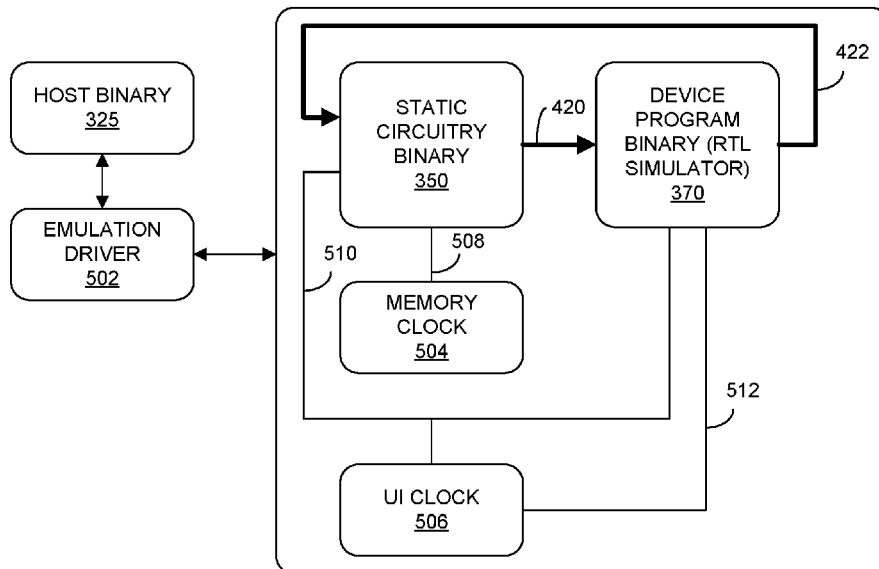 HOST BINARY
325
EMULATION
DRIVER
502
STATIC
CIRCUITRY
BINARY
350
420
DEVICE
PROGRAM
BINARY (RTL
SIMULATOR)
370
422
510
508
MEMORY
CLOCK
504
512
UI CLOCK
506